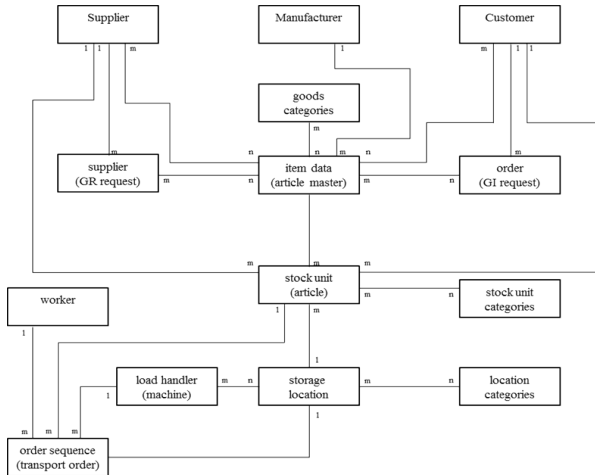 Supplier
Manufacturer
Customer
1 1 m
1
m 1 1
goods
categories
m
m n n m n m
supplier
(GR request)
item data
(article master)
order
(GI request)
m n m n
m m m
stock unit
(article)
m n
stock unit
categories
worker
1 1 m
1
load handler
(machine)
m n
storage
location
m n
location
categories
1 1
m m m
order sequence
(transport order)